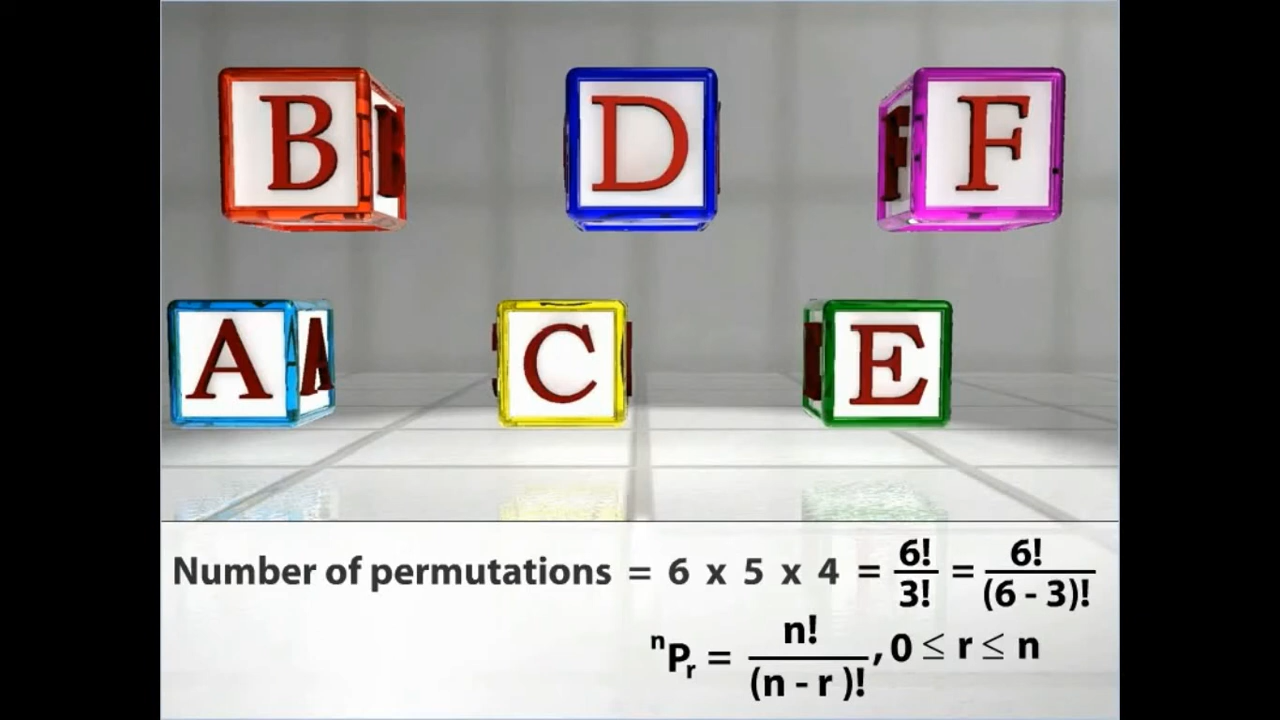 B D F
A C E
Number of permutations = 6 x 5 x 4 = 6!/3! = 6!/(6 - 3)!
ⁿPᵣ = n!/(n - r)!, 0 ≤ r ≤ n